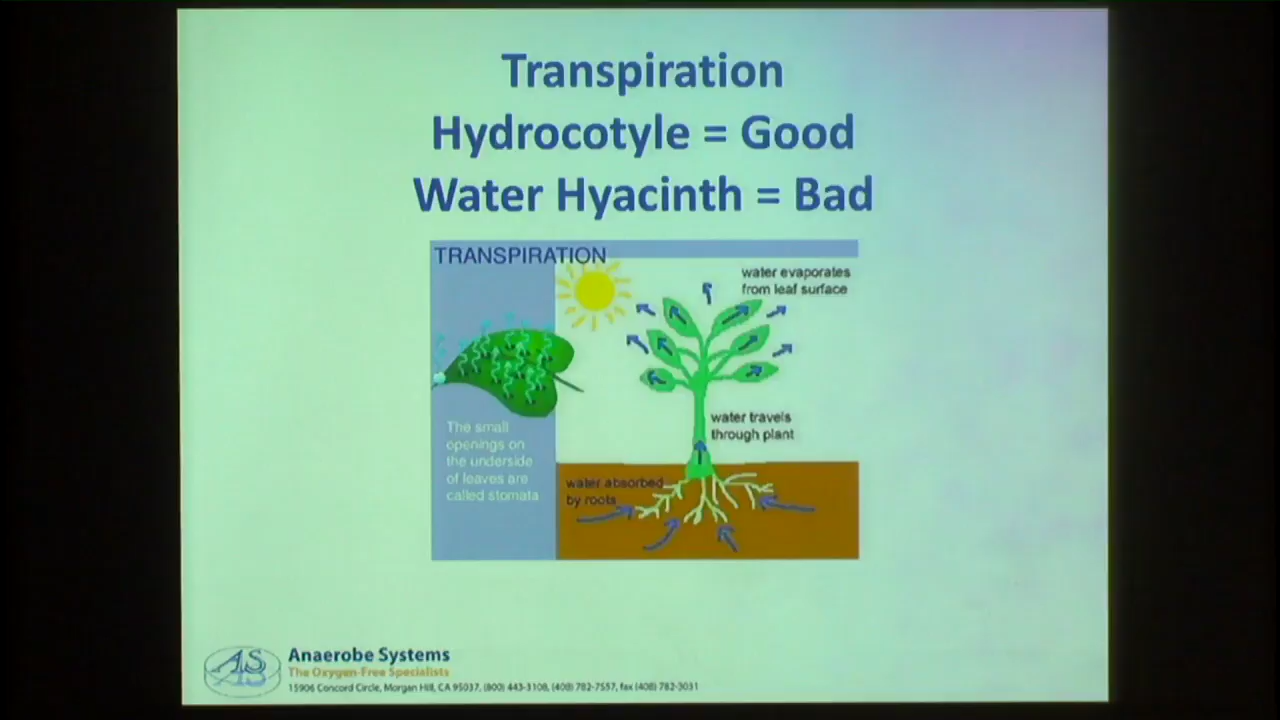 Transpiration
Hydrocotyle = Good
Water Hyacinth = Bad
TRANSPIRATION
water evaporates
from leaf surface
The small
openings on
the underside
of leaves are
called stomata
water travels
through plant
water absorbed
by roots
AS
Anaerobe Systems
The Oxygen-Free Specialists
15906 Concord Circle, Morgan Hill, CA 95037, (800) 443-3108, (408) 782-7557, fax (408) 782-3031